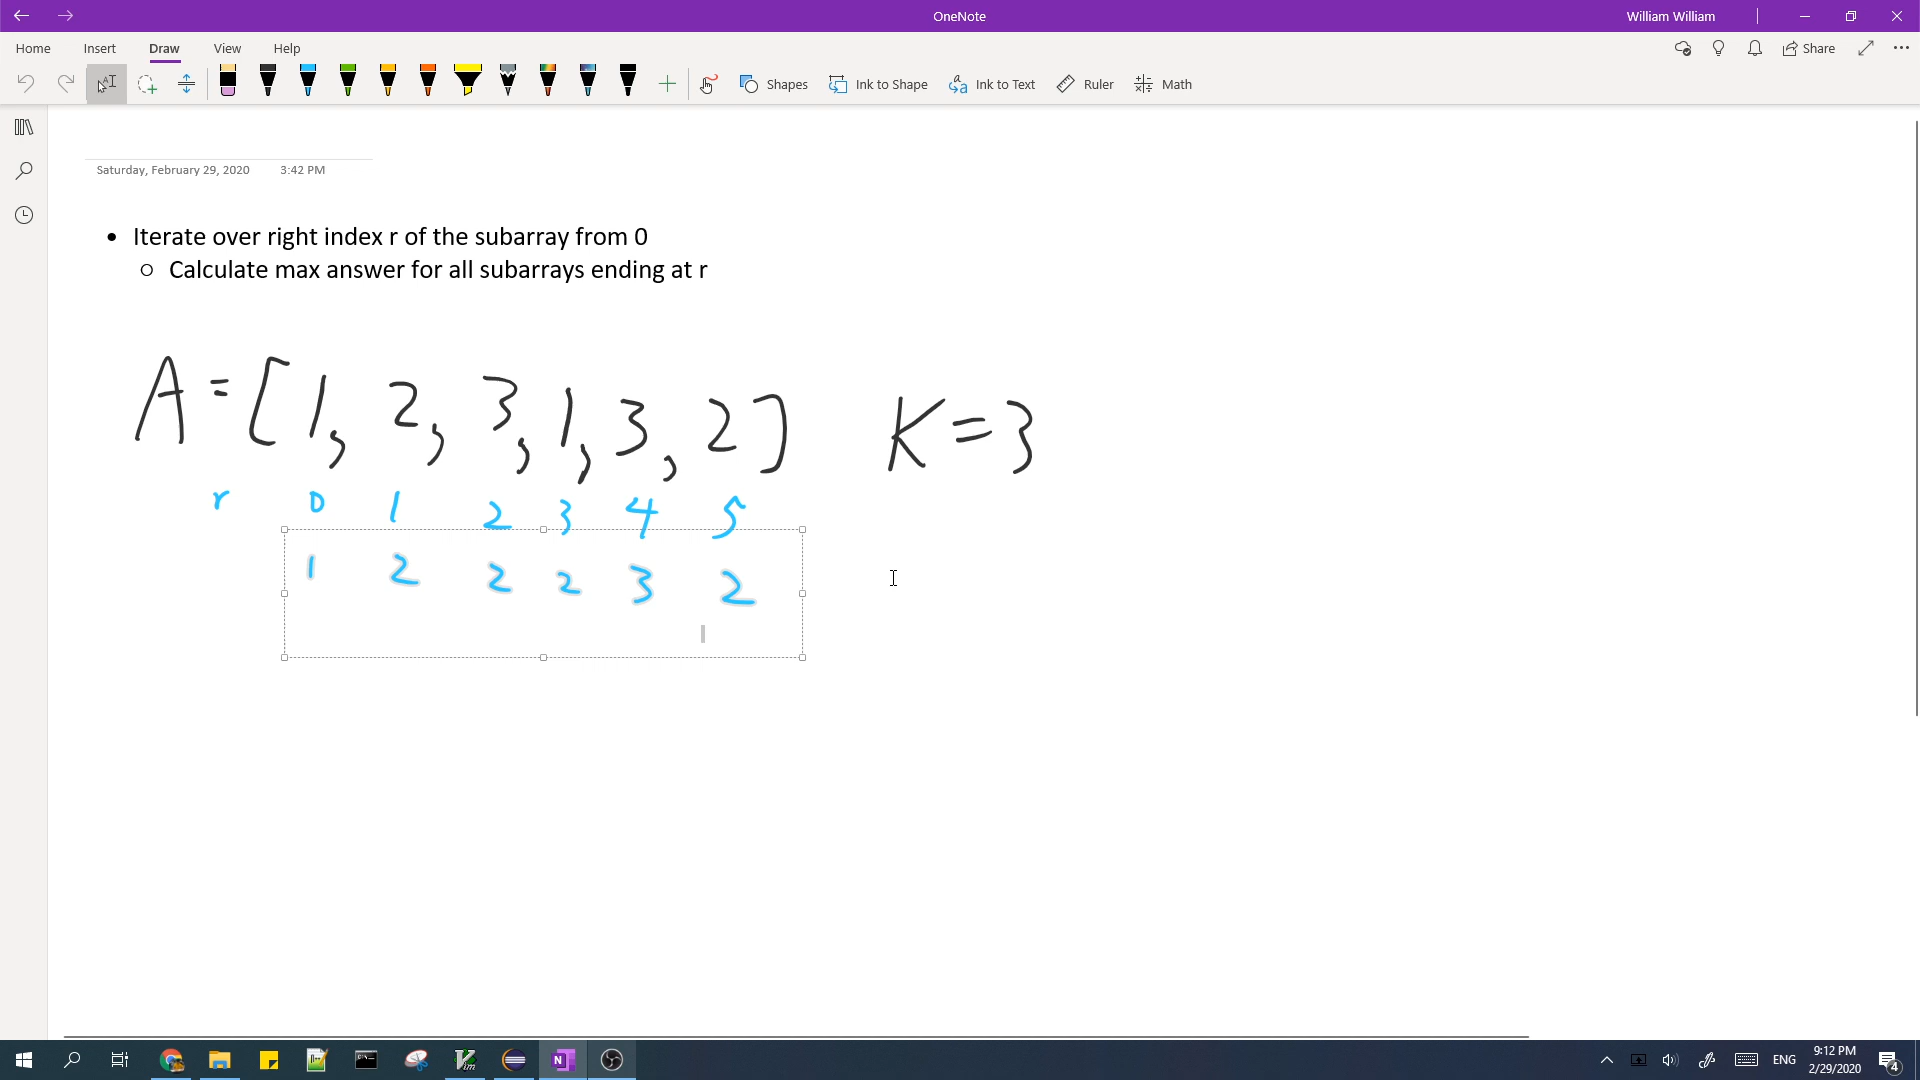 OneNote
William William
Home Insert Draw View Help
Share
Shapes Ink to Shape Ink to Text Ruler Math
Saturday, February 29, 2020 3:42 PM
• Iterate over right index r of the subarray from 0
○ Calculate max answer for all subarrays ending at r
A = [1, 2, 3, 1, 3, 2] K = 3
r 0 1 2 3 4 5
1 2 2 2 3 2
ENG
9:12 PM
2/29/2020
4